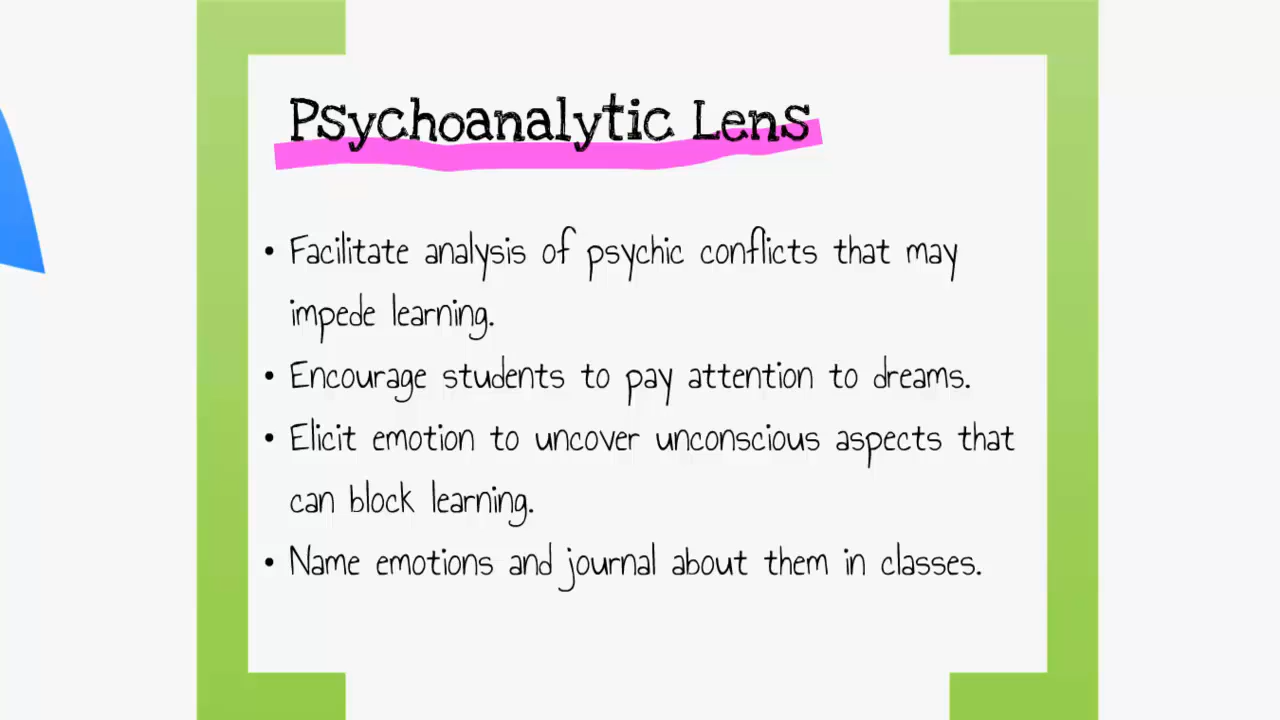 Psychoanalytic Lens
• Facilitate analysis of psychic conflicts that may
impede learning.
• Encourage students to pay attention to dreams.
• Elicit emotion to uncover unconscious aspects that
can block learning.
• Name emotions and journal about them in classes.